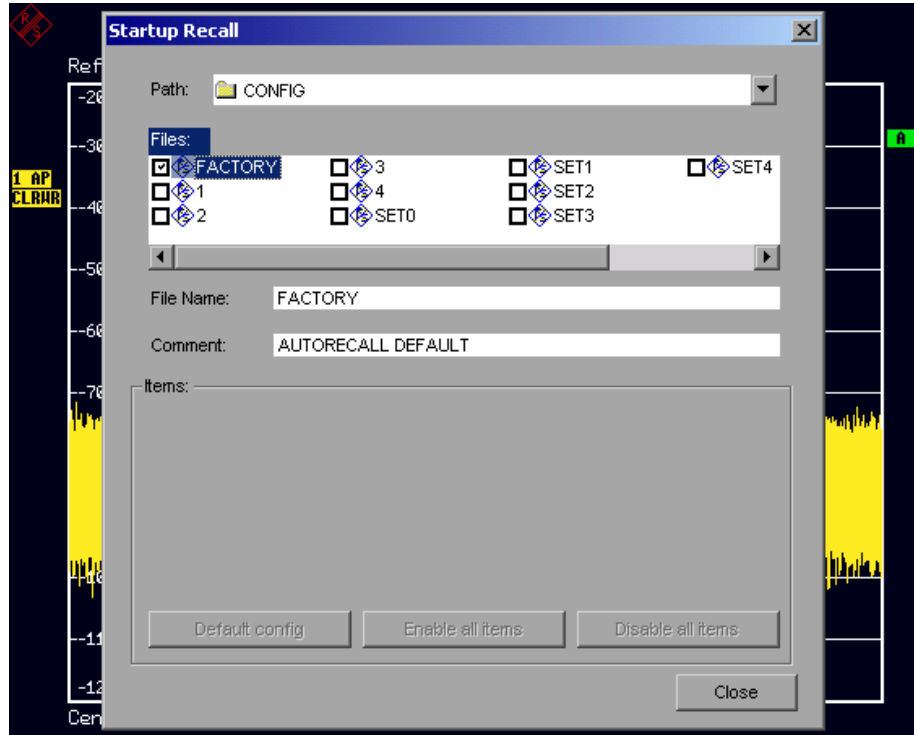 R S
Startup Recall
Ref
Path: CONFIG
-20
Files:
--30
A
FACTORY 3 SET1 SET4
1 AP
CLRWR
1 4 SET2
--40
2 SET0 SET3
--50
File Name: FACTORY
--60
Comment: AUTORECALL DEFAULT
--70
Items:
Default config Enable all items Disable all items
--11
-12
Close
Cen